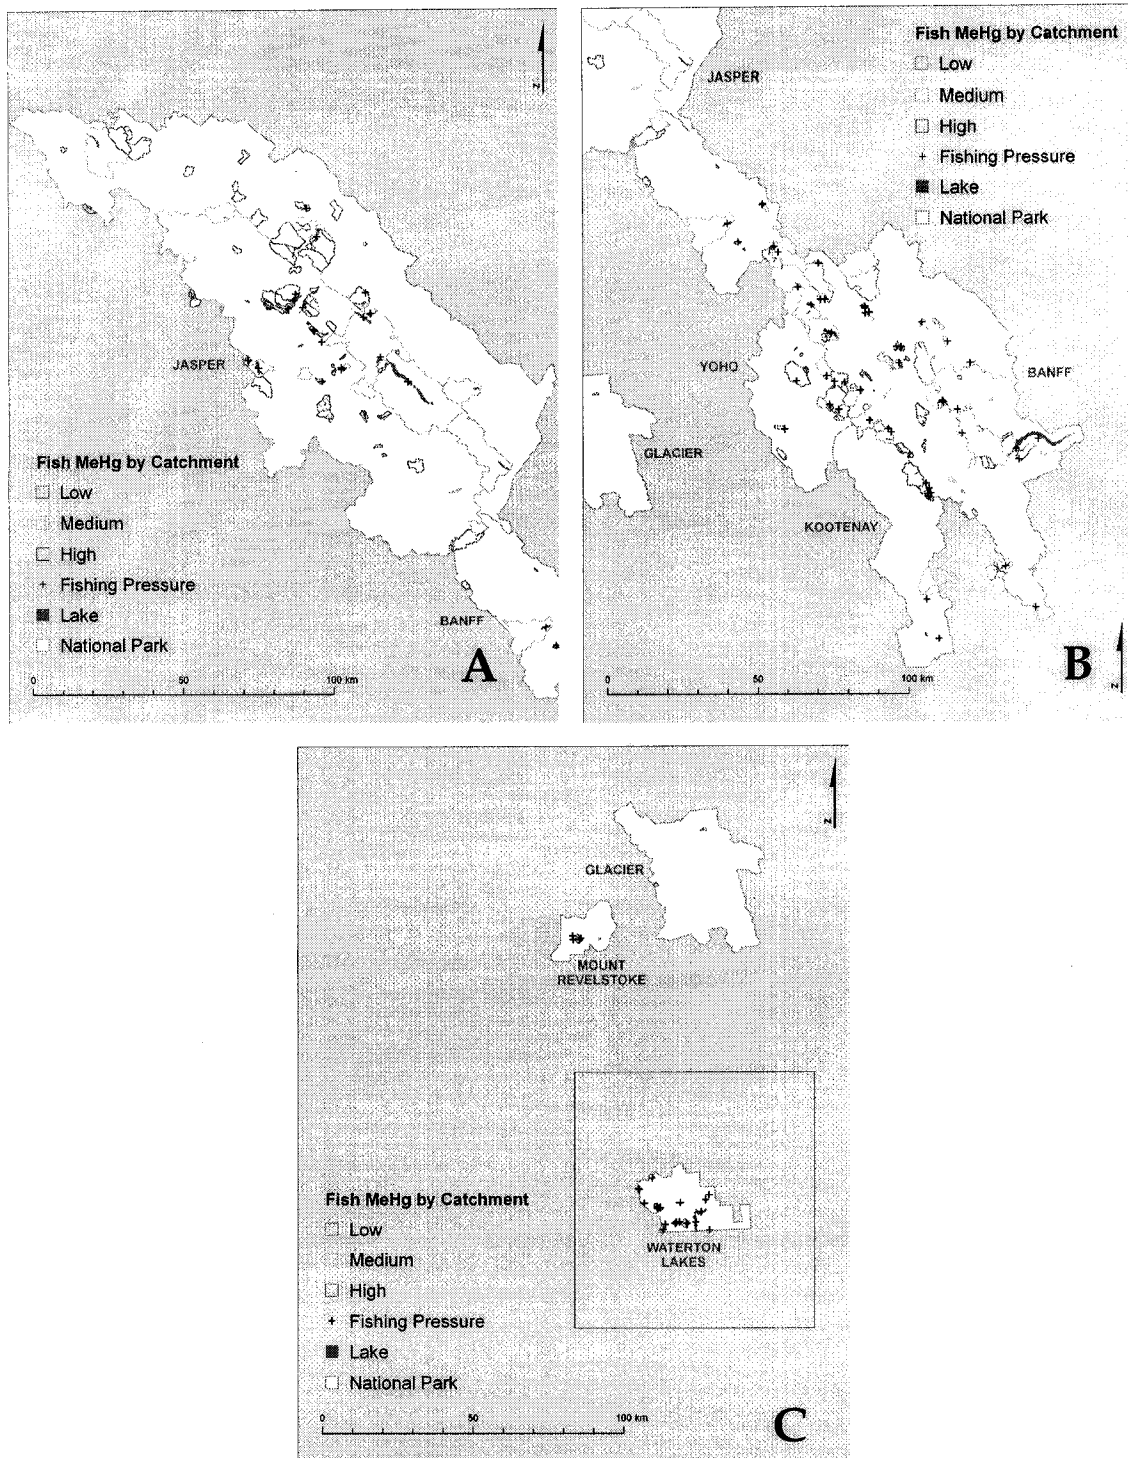 N
JASPER
Fish MeHg by Catchment
Low
Medium
High
Fishing Pressure
Lake
National Park
BANFF
A
0 50 100 km
Fish MeHg by Catchment
Low
Medium
High
Fishing Pressure
Lake
National Park
JASPER
YOHO
BANFF
GLACIER
KOOTENAY
B
0 50 100 km
N
N
GLACIER
MOUNT
REVELSTOKE
Fish MeHg by Catchment
Low
Medium
High
Fishing Pressure
Lake
National Park
WATERTON
LAKES
0 50 100 km
C